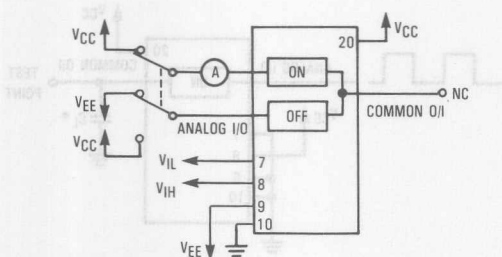 VCC
VCC
20
A
ON
NC
VEE
OFF
COMMON O/I
ANALOG I/O
VCC
VIL
7
VIH
8
9
10
VEE